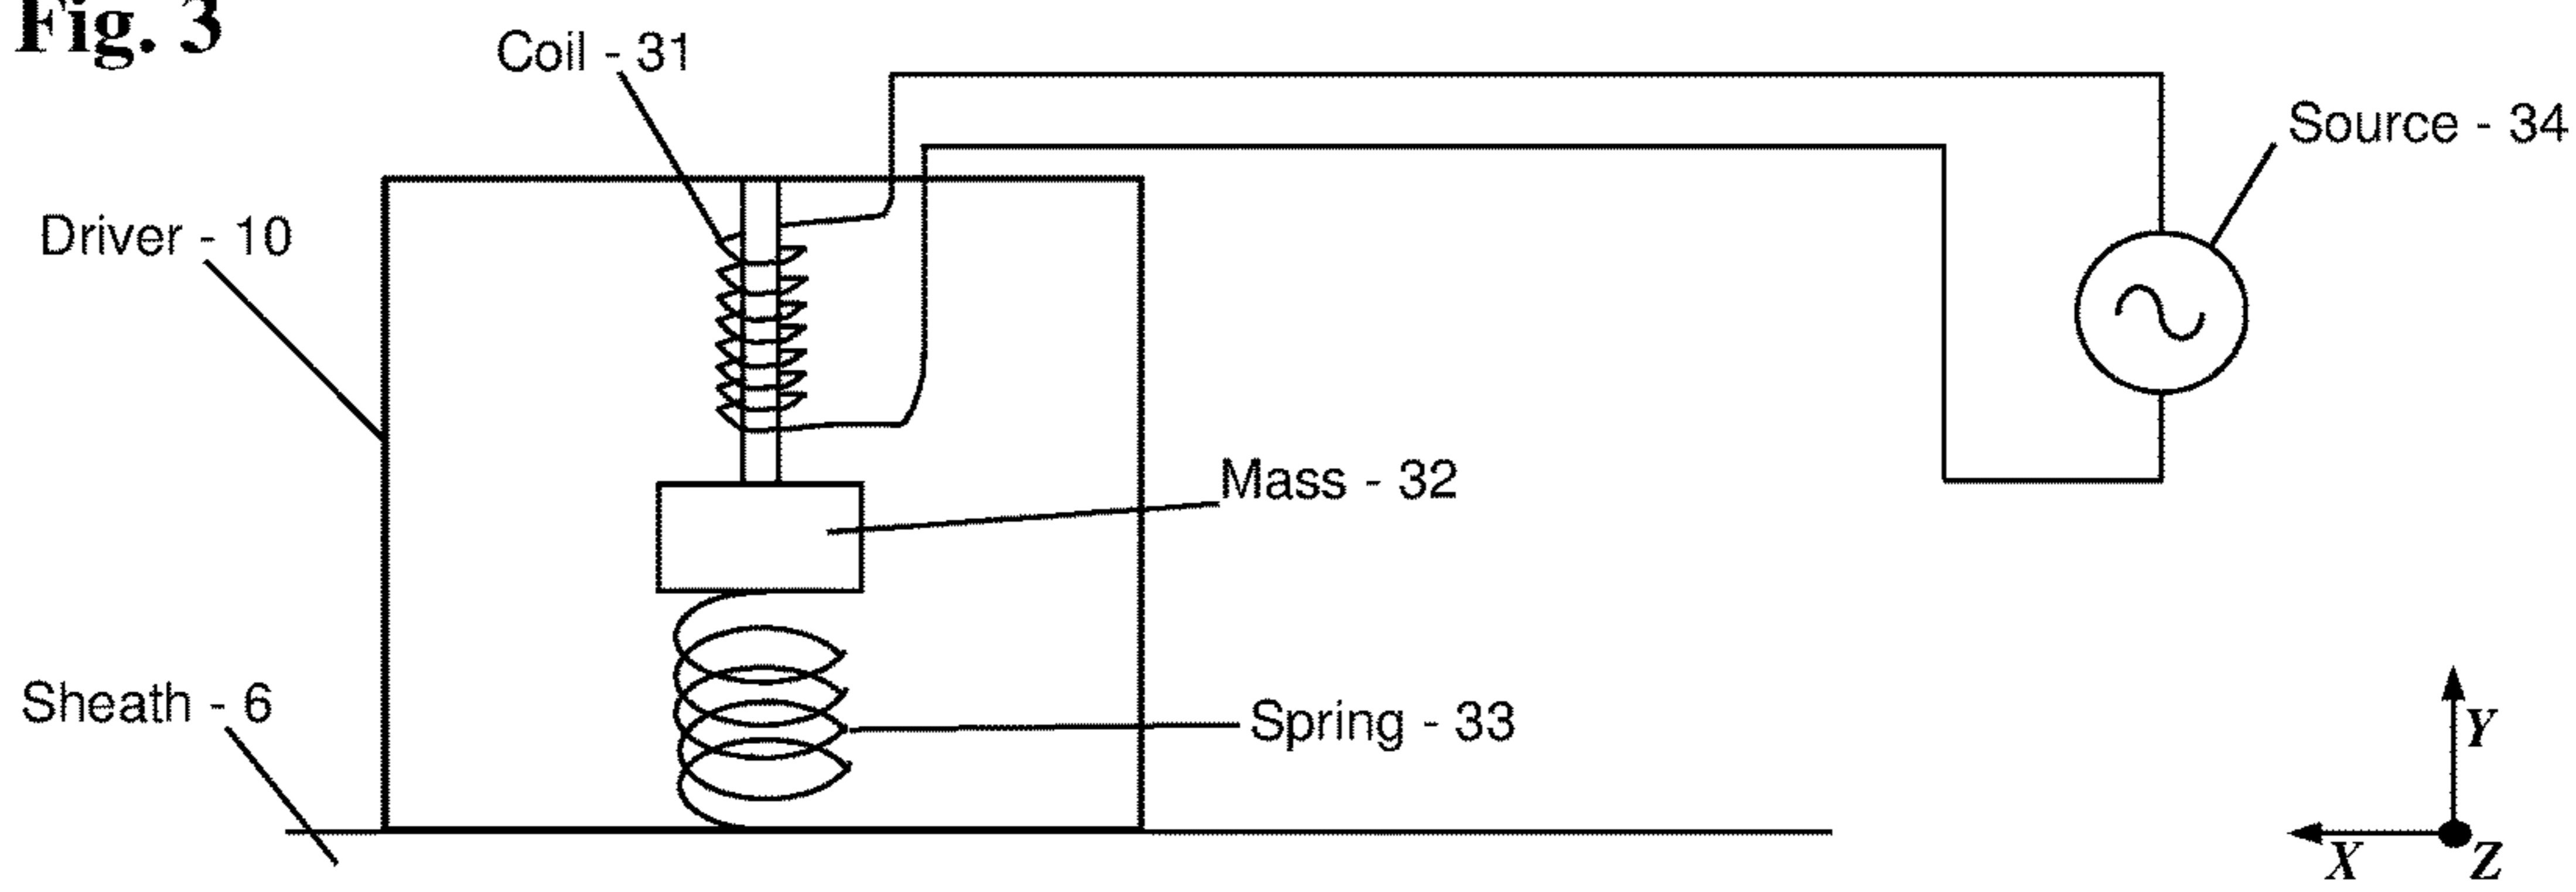 Fig. 3
Coil - 31
Source - 34
Driver - 10
Mass - 32
Sheath - 6
Spring - 33
Y
X
Z